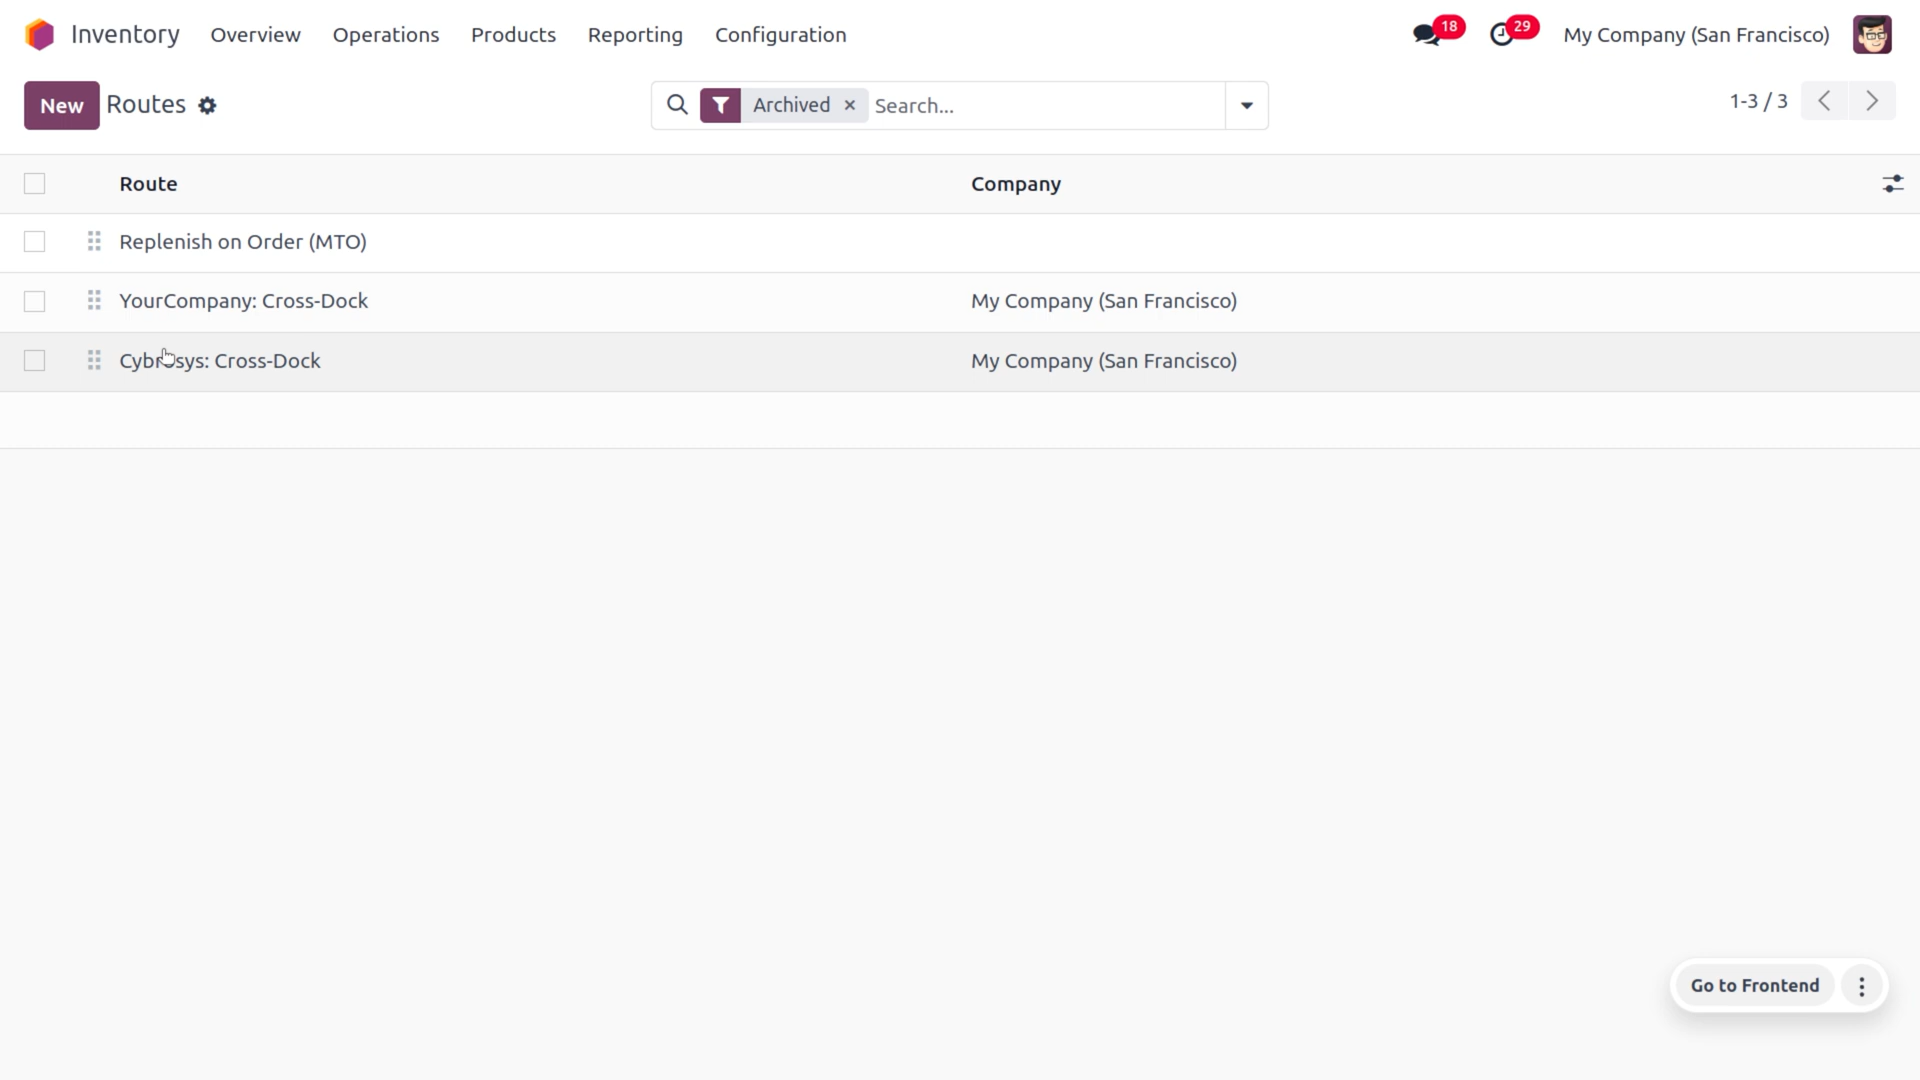 Inventory Overview Operations Products Reporting Configuration 18 29 My Company (San Francisco)
New Routes Archived × Search... 1-3 / 3
Route Company
Replenish on Order (MTO)
YourCompany: Cross-Dock My Company (San Francisco)
Cybrosys: Cross-Dock My Company (San Francisco)
Go to Frontend